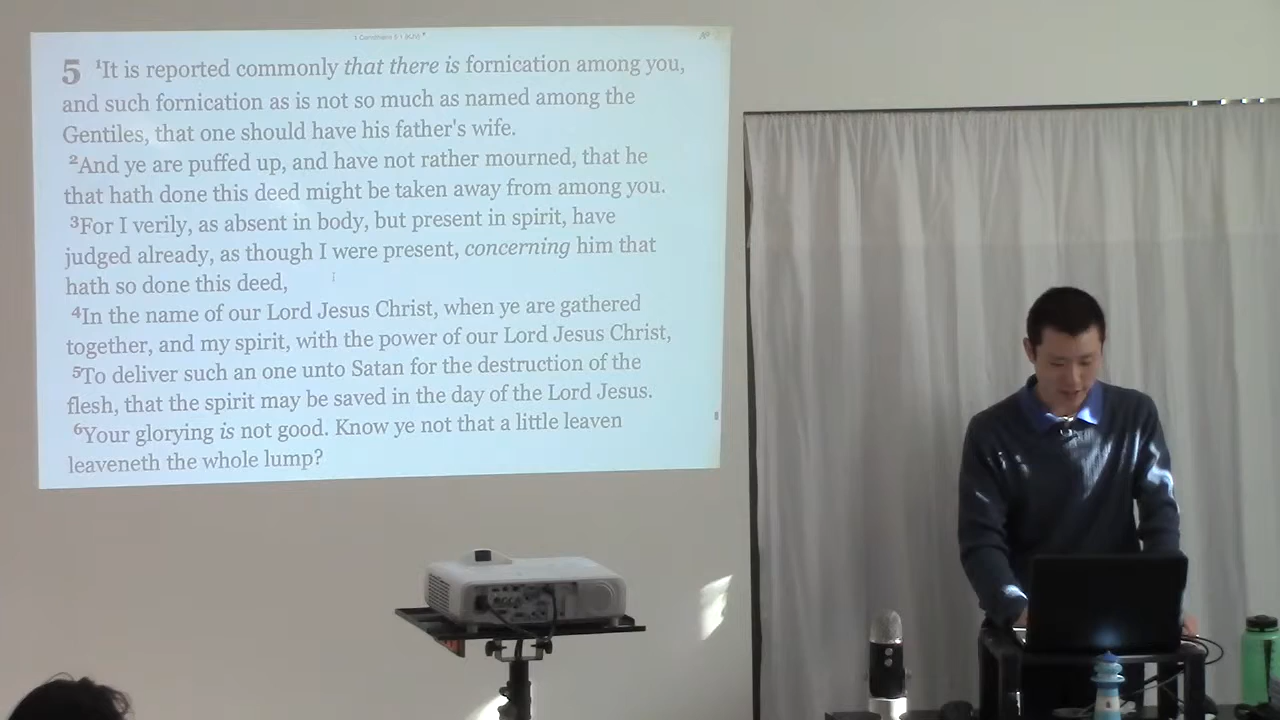 1 Corinthians 5:1 (KJV)
5 ¹It is reported commonly that there is fornication among you,
and such fornication as is not so much as named among the
Gentiles, that one should have his father's wife.
²And ye are puffed up, and have not rather mourned, that he
that hath done this deed might be taken away from among you.
³For I verily, as absent in body, but present in spirit, have
judged already, as though I were present, concerning him that
hath so done this deed,
⁴In the name of our Lord Jesus Christ, when ye are gathered
together, and my spirit, with the power of our Lord Jesus Christ,
⁵To deliver such an one unto Satan for the destruction of the
flesh, that the spirit may be saved in the day of the Lord Jesus.
⁶Your glorying is not good. Know ye not that a little leaven
leaveneth the whole lump?